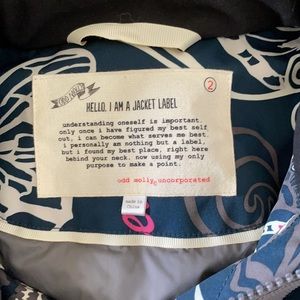 2
HELLO, I AM A JACKET LABEL
understanding oneself is important.
only once i have figured my best self
out, i can become what serves me best.
i personally am nothing but a label,
but i found my best place, right here
behind your neck. now using my only
purpose to make a point.
odd molly uncorporated
made in
China